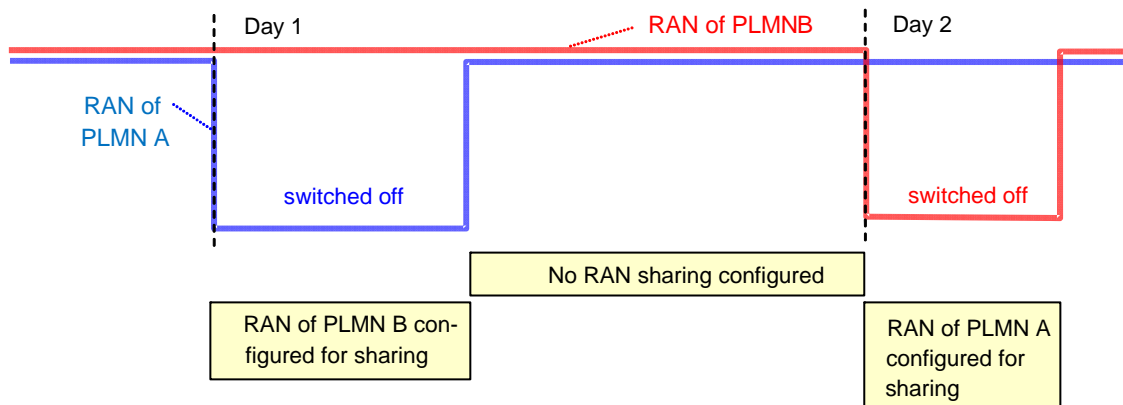 Day 1
RAN of PLMNB
Day 2
RAN of
PLMN A
switched off
switched off
No RAN sharing configured
RAN of PLMN B con-
figured for sharing
RAN of PLMN A
configured for
sharing